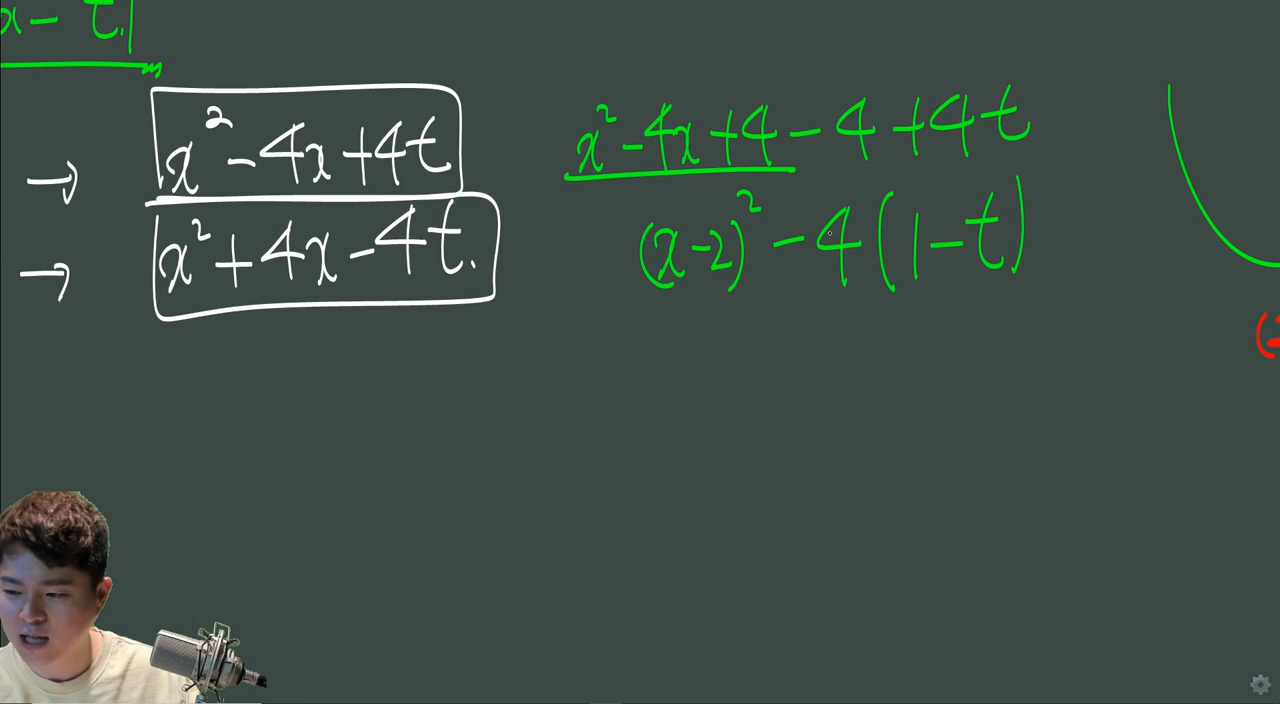 x - t |
→ x² - 4x + 4t
→ x² + 4x - 4t.
x² - 4x + 4 - 4 + 4t
(x - 2)² - 4(1 - t)